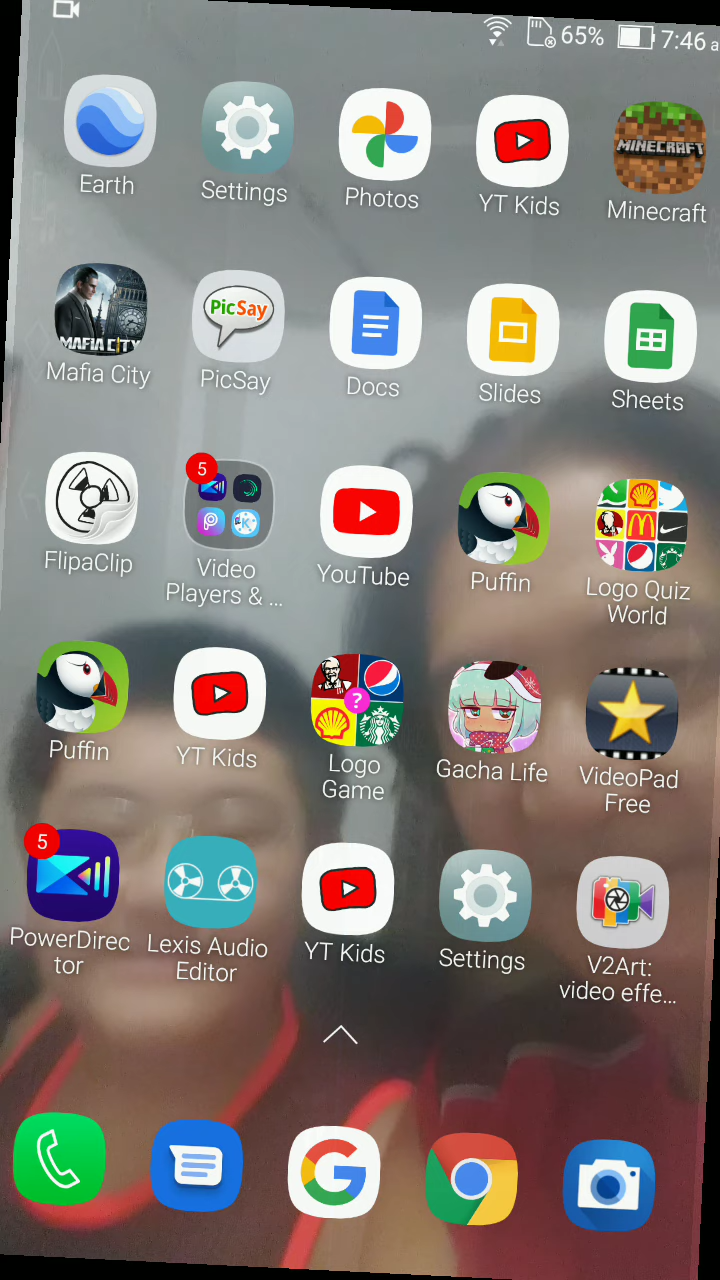 65% 7:46 a
Earth Settings Photos YT Kids Minecraft
MINECRAFT
MAFIA CITY
PicSay
Mafia City PicSay Docs Slides Sheets
5
FlipaClip Video YouTube Puffin Logo Quiz
Players & ... World
?
Puffin YT Kids Logo Gacha Life VideoPad
Game Free
5
PowerDirec Lexis Audio YT Kids Settings V2Art:
tor Editor video effe...